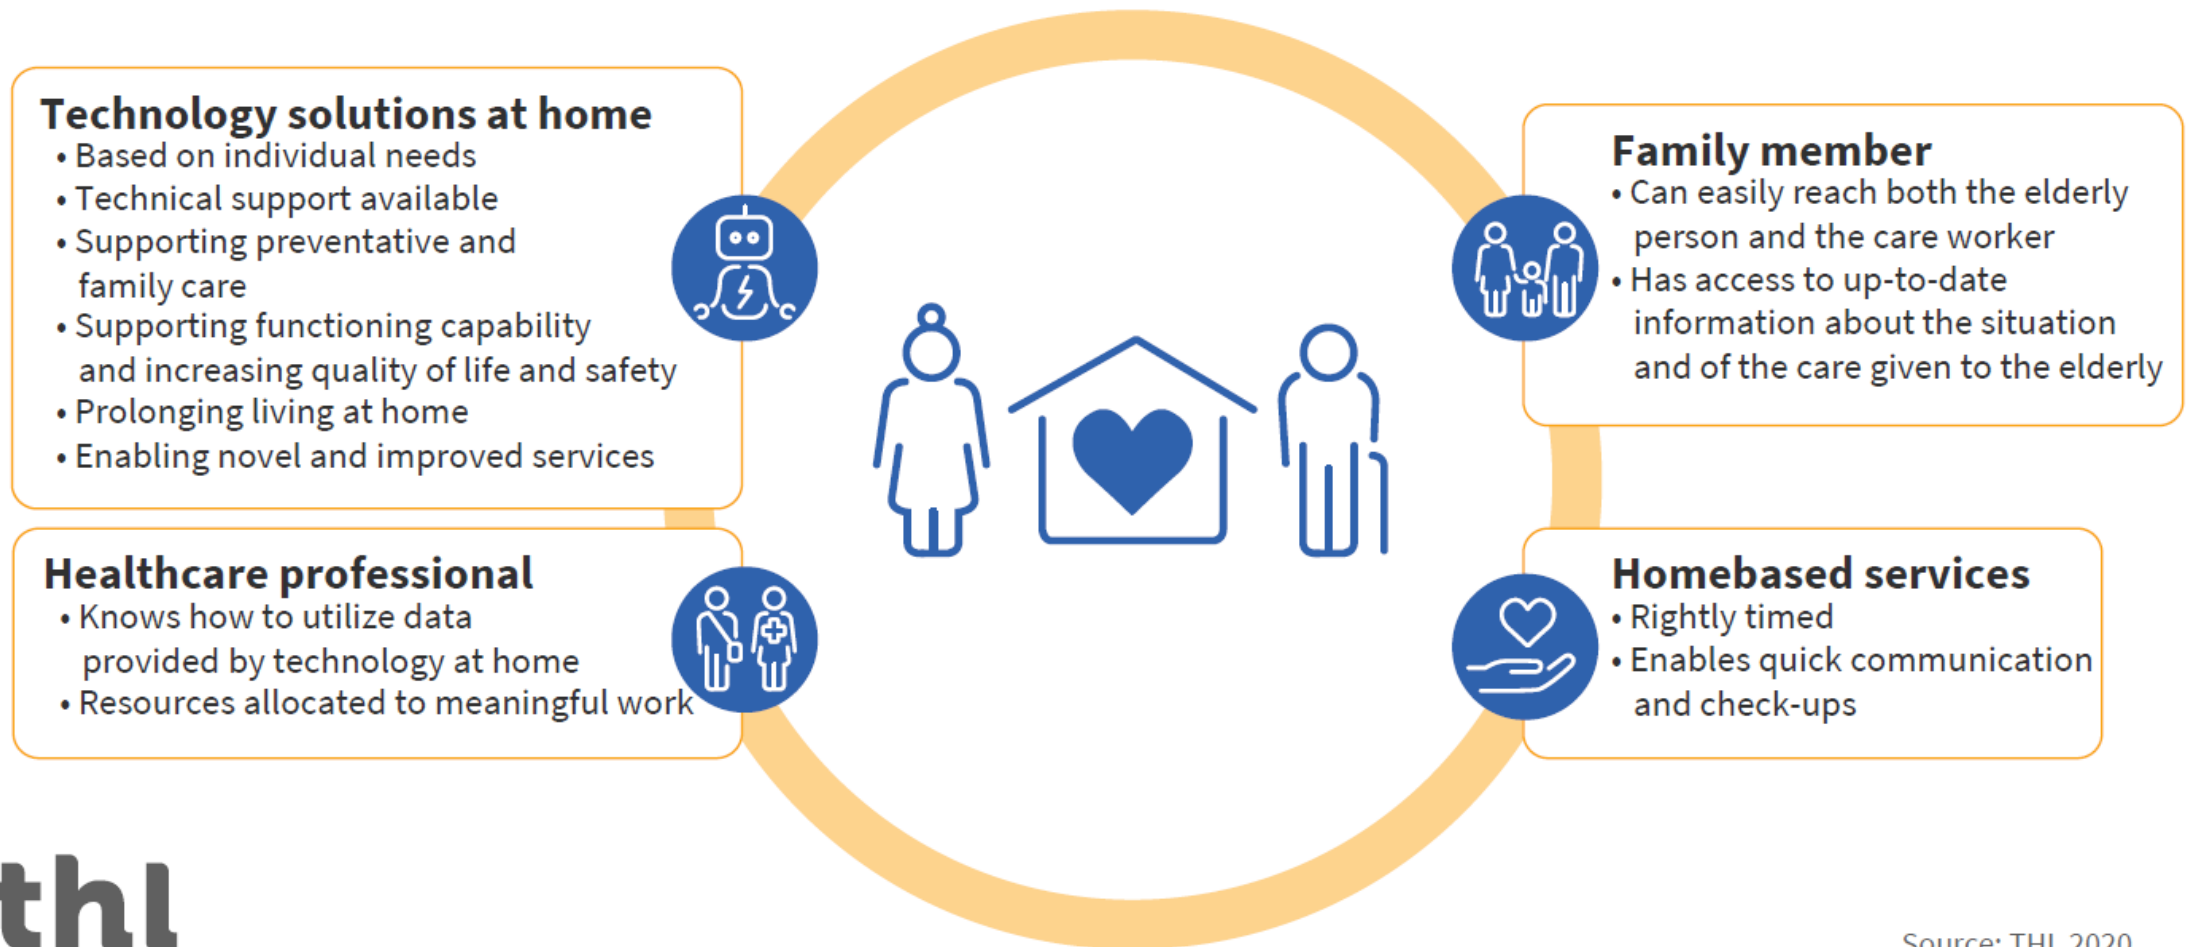 Technology solutions at home
• Based on individual needs
• Technical support available
• Supporting preventative and
family care
• Supporting functioning capability
and increasing quality of life and safety
• Prolonging living at home
• Enabling novel and improved services
Healthcare professional
• Knows how to utilize data
provided by technology at home
• Resources allocated to meaningful work
Family member
• Can easily reach both the elderly
person and the care worker
• Has access to up-to-date
information about the situation
and of the care given to the elderly
Homebased services
• Rightly timed
• Enables quick communication
and check-ups
thl
Source: THL 2020